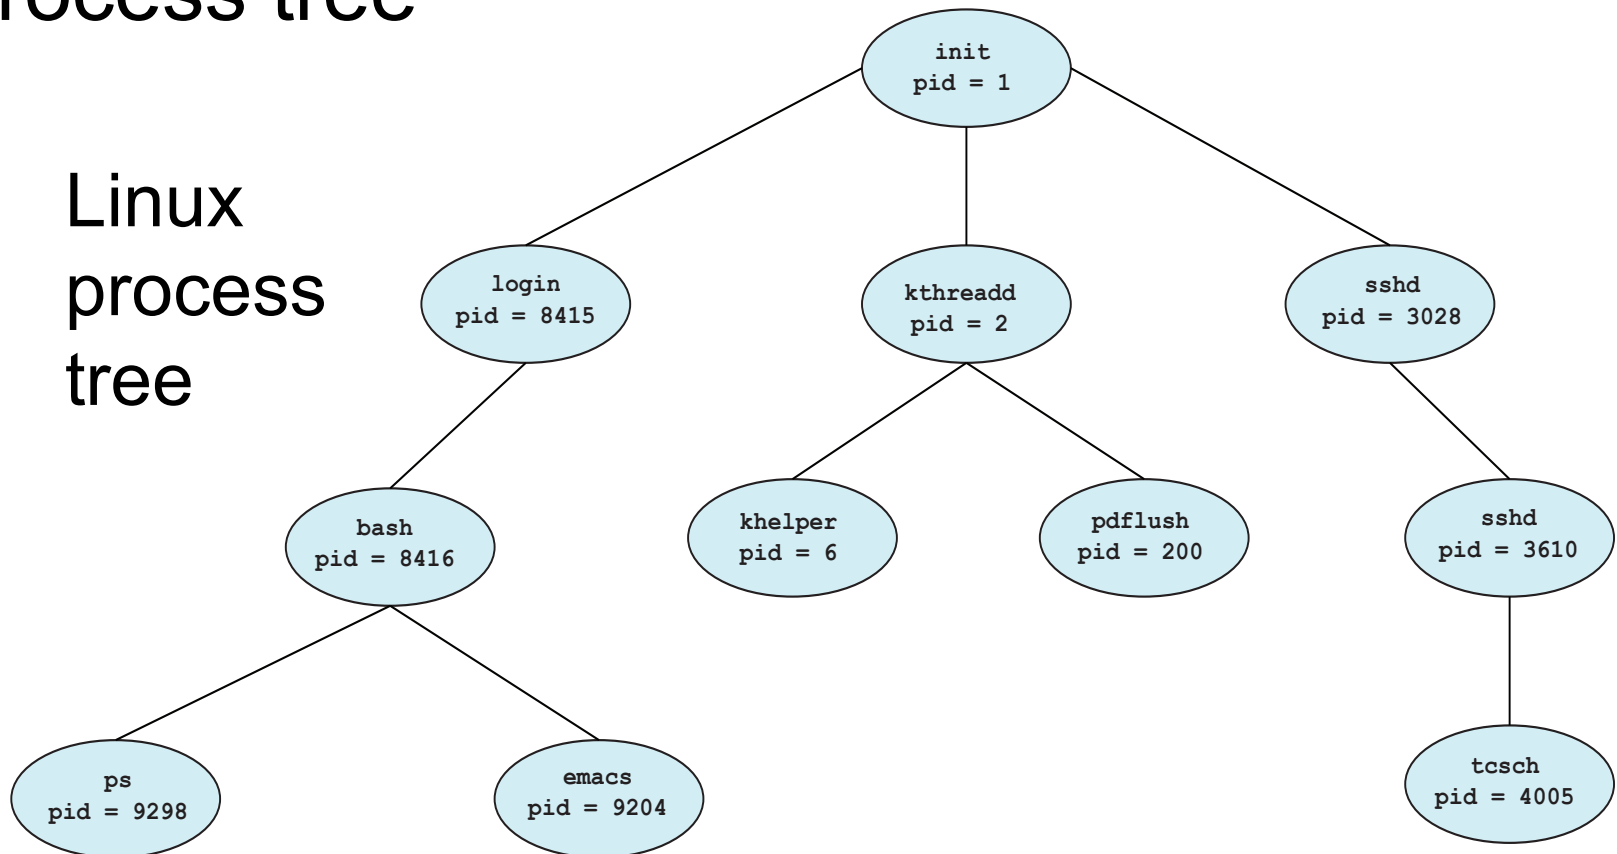 rocess tree
Linux
process
tree
init
pid = 1
login
pid = 8415
kthreadd
pid = 2
sshd
pid = 3028
bash
pid = 8416
khelper
pid = 6
pdflush
pid = 200
sshd
pid = 3610
ps
pid = 9298
emacs
pid = 9204
tcsch
pid = 4005